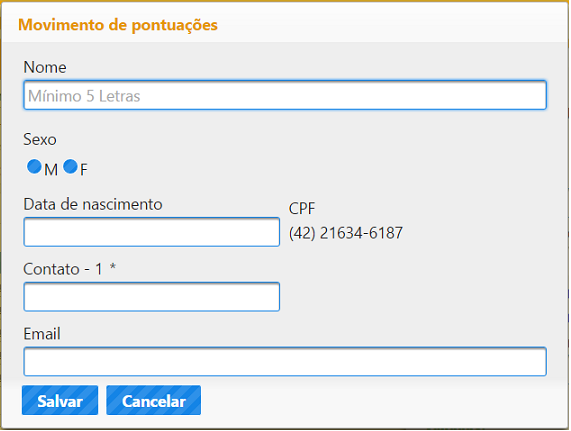 Movimento de pontuações
Nome
Mínimo 5 Letras
Sexo
M F
Data de nascimento
CPF
(42) 21634-6187
Contato - 1 *
Email
Salvar Cancelar